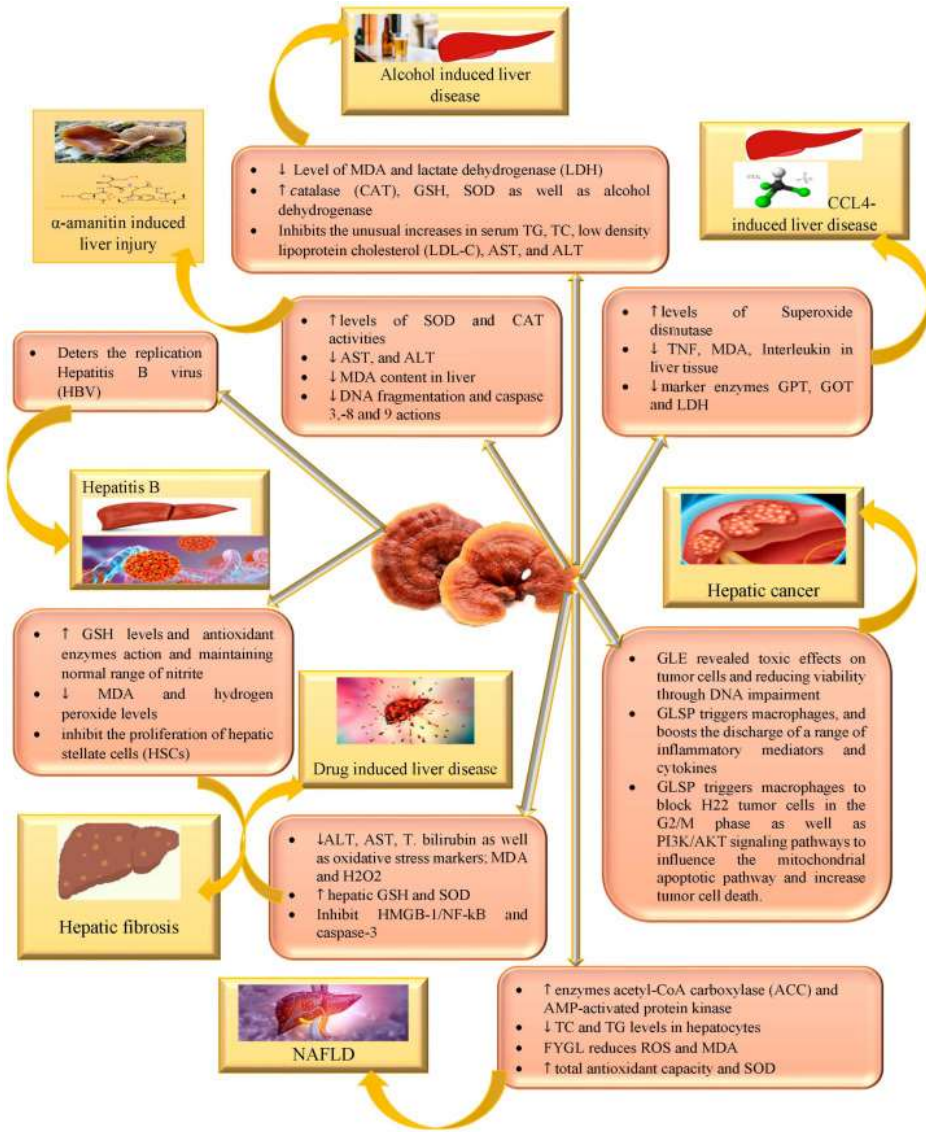 Alcohol induced liver
disease
↓ Level of MDA and lactate dehydrogenase (LDH)
↑ catalase (CAT), GSH, SOD as well as alcohol
dehydrogenase
Inhibits the unusual increases in serum TG, TC, low density
lipoprotein cholesterol (LDL-C), AST, and ALT
α-amanitin induced
liver injury
CCL4-
induced liver disease
↑levels of SOD and CAT
activities
↓AST, and ALT
↓MDA content in liver
↓DNA fragmentation and caspase
3,-8 and 9 actions
↑levels of Superoxide
dismutase
↓ TNF, MDA, Interleukin in
liver tissue
↓marker enzymes GPT, GOT
and LDH
Deters the replication
Hepatitis B virus
(HBV)
Hepatitis B
Hepatic cancer
↑ GSH levels and antioxidant
enzymes action and maintaining
normal range of nitrite
↓ MDA and hydrogen
peroxide levels
inhibit the proliferation of hepatic
stellate cells (HSCs)
GLE revealed toxic effects on
tumor cells and reducing viability
through DNA impairment
GLSP triggers macrophages, and
boosts the discharge of a range of
inflammatory mediators and
cytokines
GLSP triggers macrophages to
block H22 tumor cells in the
G2/M phase as well as
PI3K/AKT signaling pathways to
influence the mitochondrial
apoptotic pathway and increase
tumor cell death.
Drug induced liver disease
Hepatic fibrosis
↓ALT, AST, T. bilirubin as well
as oxidative stress markers; MDA
and H2O2
↑ hepatic GSH and SOD
Inhibit HMGB-1/NF-kB and
caspase-3
NAFLD
↑ enzymes acetyl-CoA carboxylase (ACC) and
AMP-activated protein kinase
↓ TC and TG levels in hepatocytes
FYGL reduces ROS and MDA
↑ total antioxidant capacity and SOD